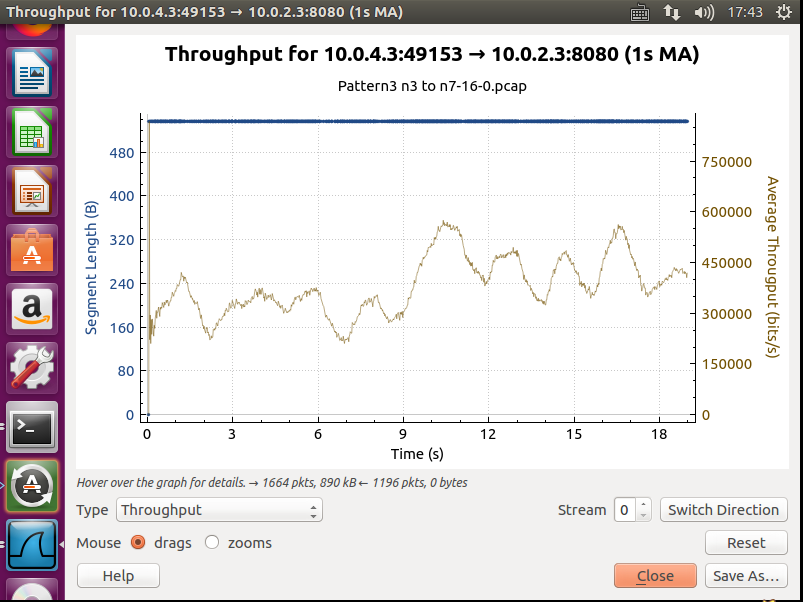 Throughput for 10.0.4.3:49153 → 10.0.2.3:8080 (1s MA)
17:43
Throughput for 10.0.4.3:49153 → 10.0.2.3:8080 (1s MA)
Pattern3 n3 to n7-16-0.pcap
Segment Length (B)
480
400
320
240
160
80
0
750000
600000
450000
300000
150000
0
Average Througput (bits/s)
0 3 6 9 12 15 18
Time (s)
Hover over the graph for details. → 1664 pkts, 890 kB ← 1196 pkts, 0 bytes
Type Throughput Stream 0 Switch Direction
Mouse drags zooms Reset
Help Close Save As…